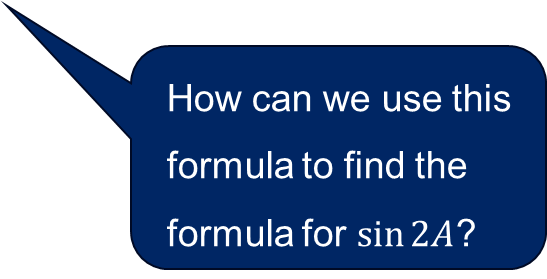 How can we use this
formula to find the
formula for sin 2A?